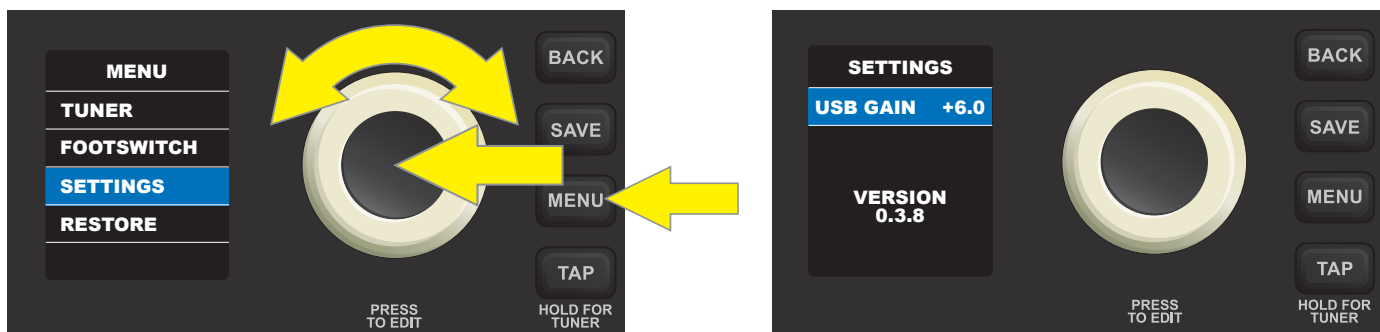 MENU
TUNER
FOOTSWITCH
SETTINGS
RESTORE
BACK
SAVE
MENU
TAP
PRESS
TO EDIT
HOLD FOR
TUNER
SETTINGS
USB GAIN +6.0
VERSION
0.3.8
BACK
SAVE
MENU
TAP
PRESS
TO EDIT
HOLD FOR
TUNER